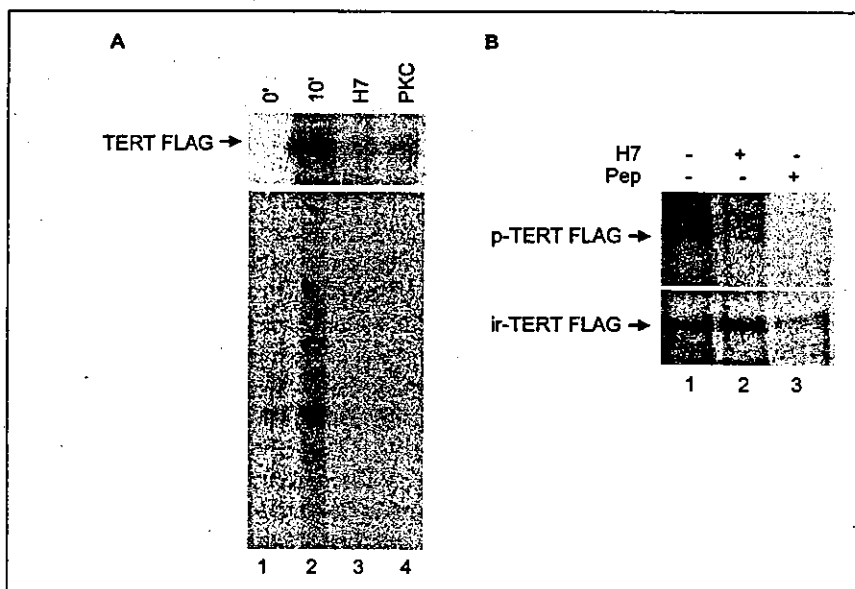 A
B
0' 10' H7 PKC
TERT FLAG
H7 - + -
Pep - - +
p-TERT FLAG
ir-TERT FLAG
1 2 3
1 2 3 4